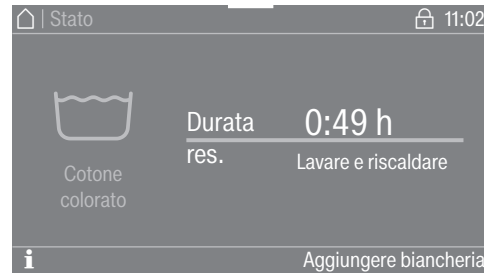 | Stato 11:02
Durata 0:49 h
res. Lavare e riscaldare
Cotone
colorato
i Aggiungere biancheria